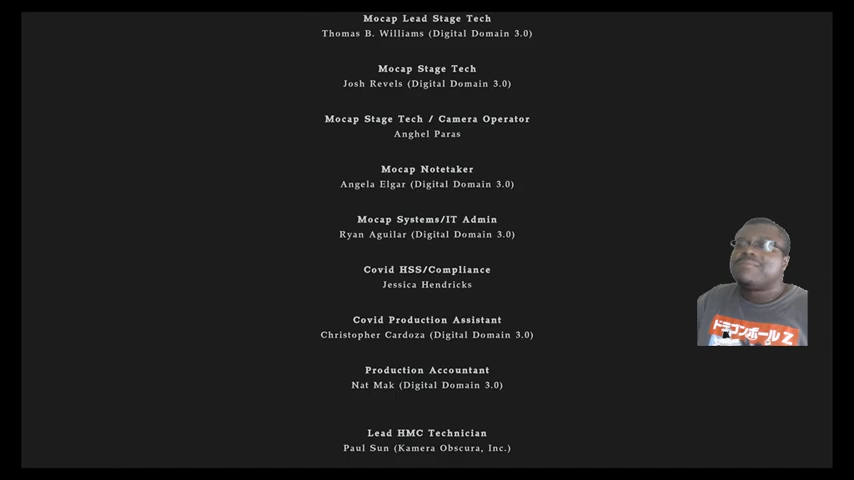 Mocap Lead Stage Tech
Thomas B. Williams (Digital Domain 3.0)
Mocap Stage Tech
Josh Revels (Digital Domain 3.0)
Mocap Stage Tech / Camera Operator
Anghel Paras
Mocap Notetaker
Angela Elgar (Digital Domain 3.0)
Mocap Systems/IT Admin
Ryan Aguilar (Digital Domain 3.0)
Covid HSS/Compliance
Jessica Hendricks
Covid Production Assistant
Christopher Cardoza (Digital Domain 3.0)
Production Accountant
Nat Mak (Digital Domain 3.0)
Lead HMC Technician
Paul Sun (Kamera Obscura, Inc.)
ドラゴンボールZ